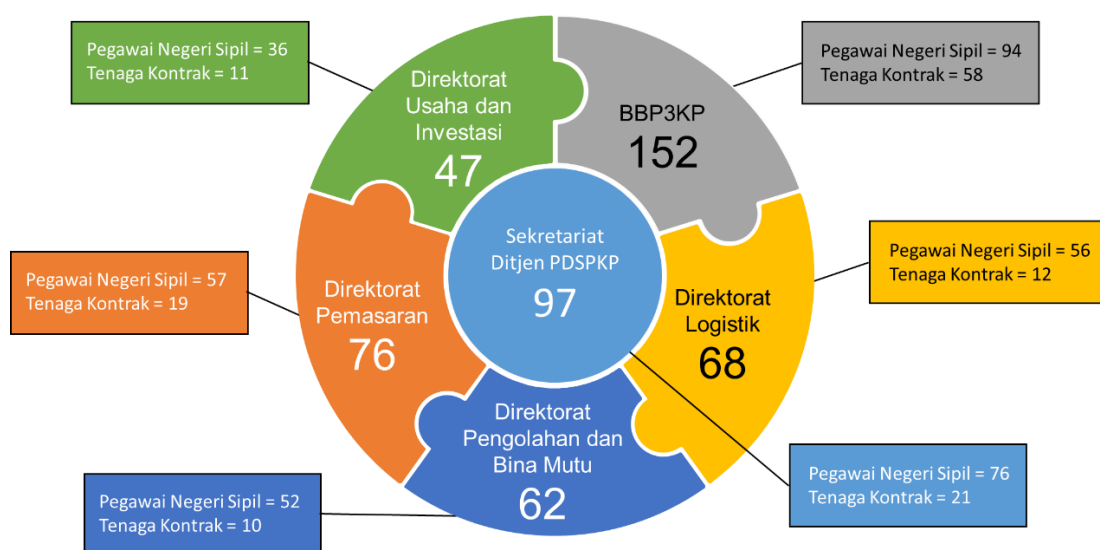 Pegawai Negeri Sipil = 36
Tenaga Kontrak = 11
Pegawai Negeri Sipil = 94
Tenaga Kontrak = 58
Direktorat
Usaha dan
Investasi
47
BBP3KP
152
Sekretariat
Ditjen PDSPKP
97
Pegawai Negeri Sipil = 57
Tenaga Kontrak = 19
Direktorat
Pemasaran
76
Direktorat
Logistik
68
Pegawai Negeri Sipil = 56
Tenaga Kontrak = 12
Direktorat
Pengolahan dan
Bina Mutu
62
Pegawai Negeri Sipil = 52
Tenaga Kontrak = 10
Pegawai Negeri Sipil = 76
Tenaga Kontrak = 21